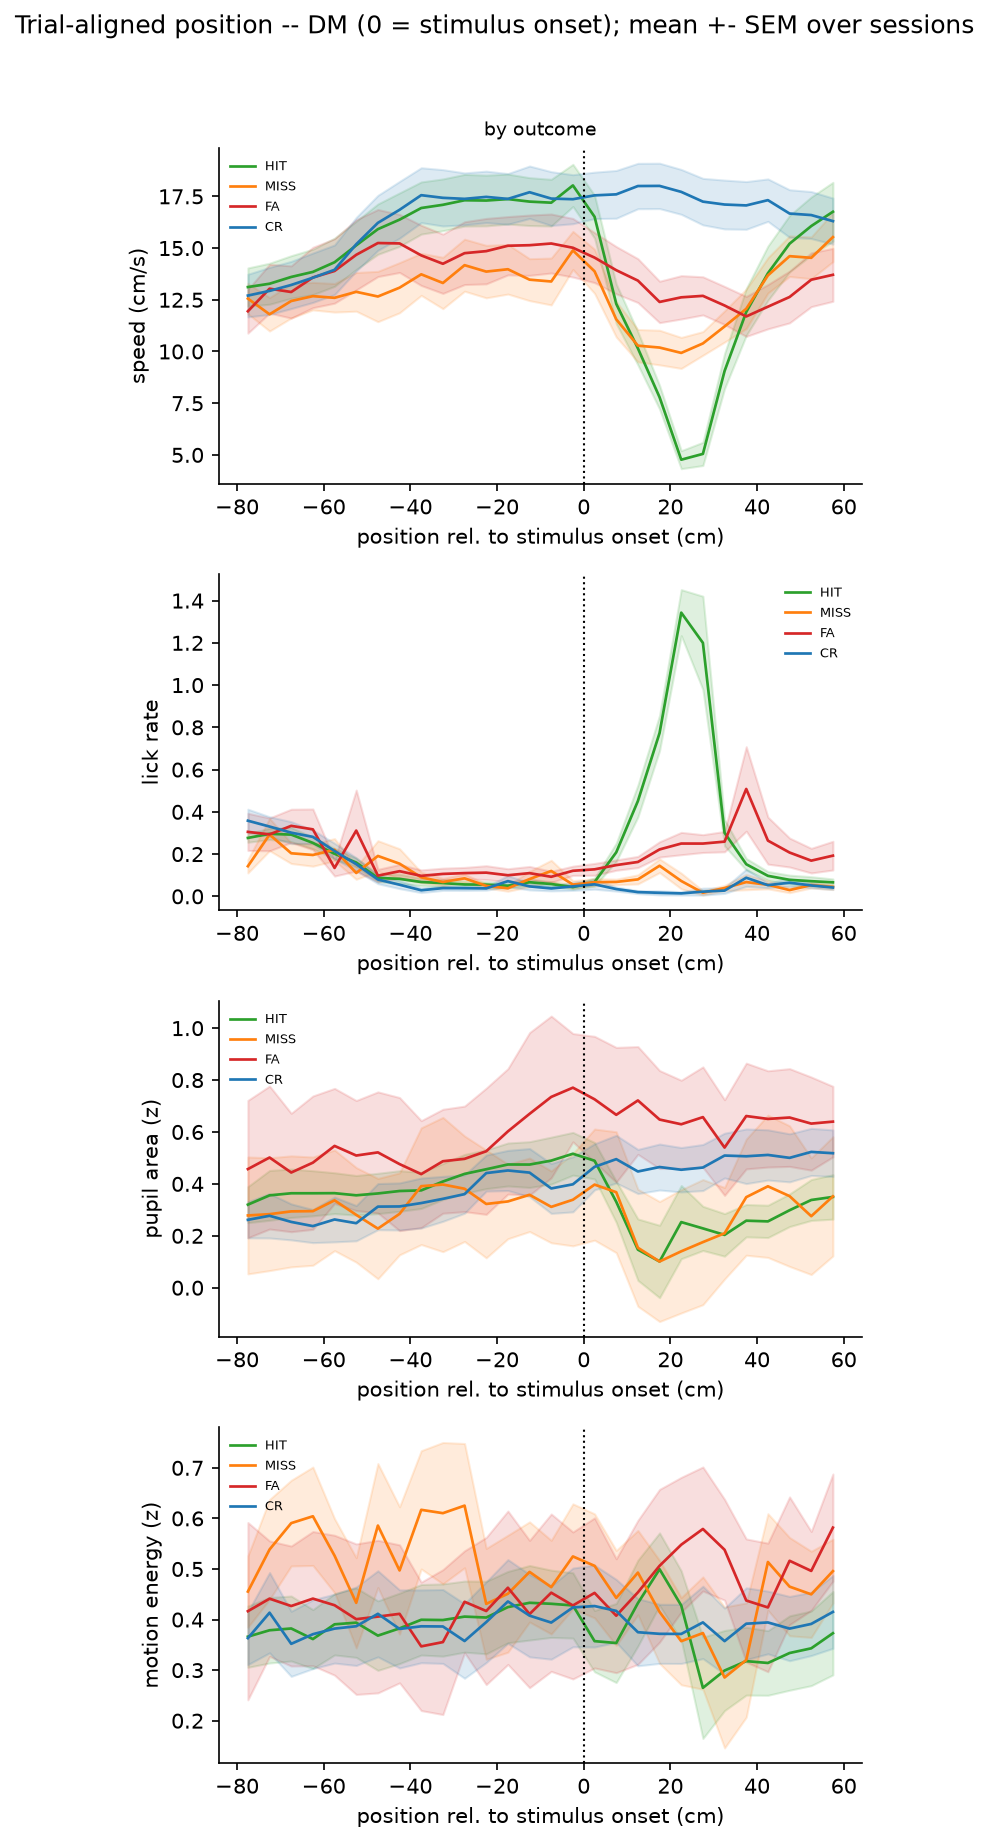 Trial-aligned position -- DM (0 = stimulus onset); mean +- SEM over sessions
by outcome
HIT
MISS
FA
CR
17.5
15.0
12.5
10.0
7.5
5.0
speed (cm/s)
−80 −60 −40 −20 0 20 40 60
position rel. to stimulus onset (cm)
HIT
MISS
FA
CR
1.4
1.2
1.0
0.8
0.6
0.4
0.2
0.0
lick rate
−80 −60 −40 −20 0 20 40 60
position rel. to stimulus onset (cm)
HIT
MISS
FA
CR
1.0
0.8
0.6
0.4
0.2
0.0
pupil area (z)
−80 −60 −40 −20 0 20 40 60
position rel. to stimulus onset (cm)
HIT
MISS
FA
CR
0.7
0.6
0.5
0.4
0.3
0.2
motion energy (z)
−80 −60 −40 −20 0 20 40 60
position rel. to stimulus onset (cm)